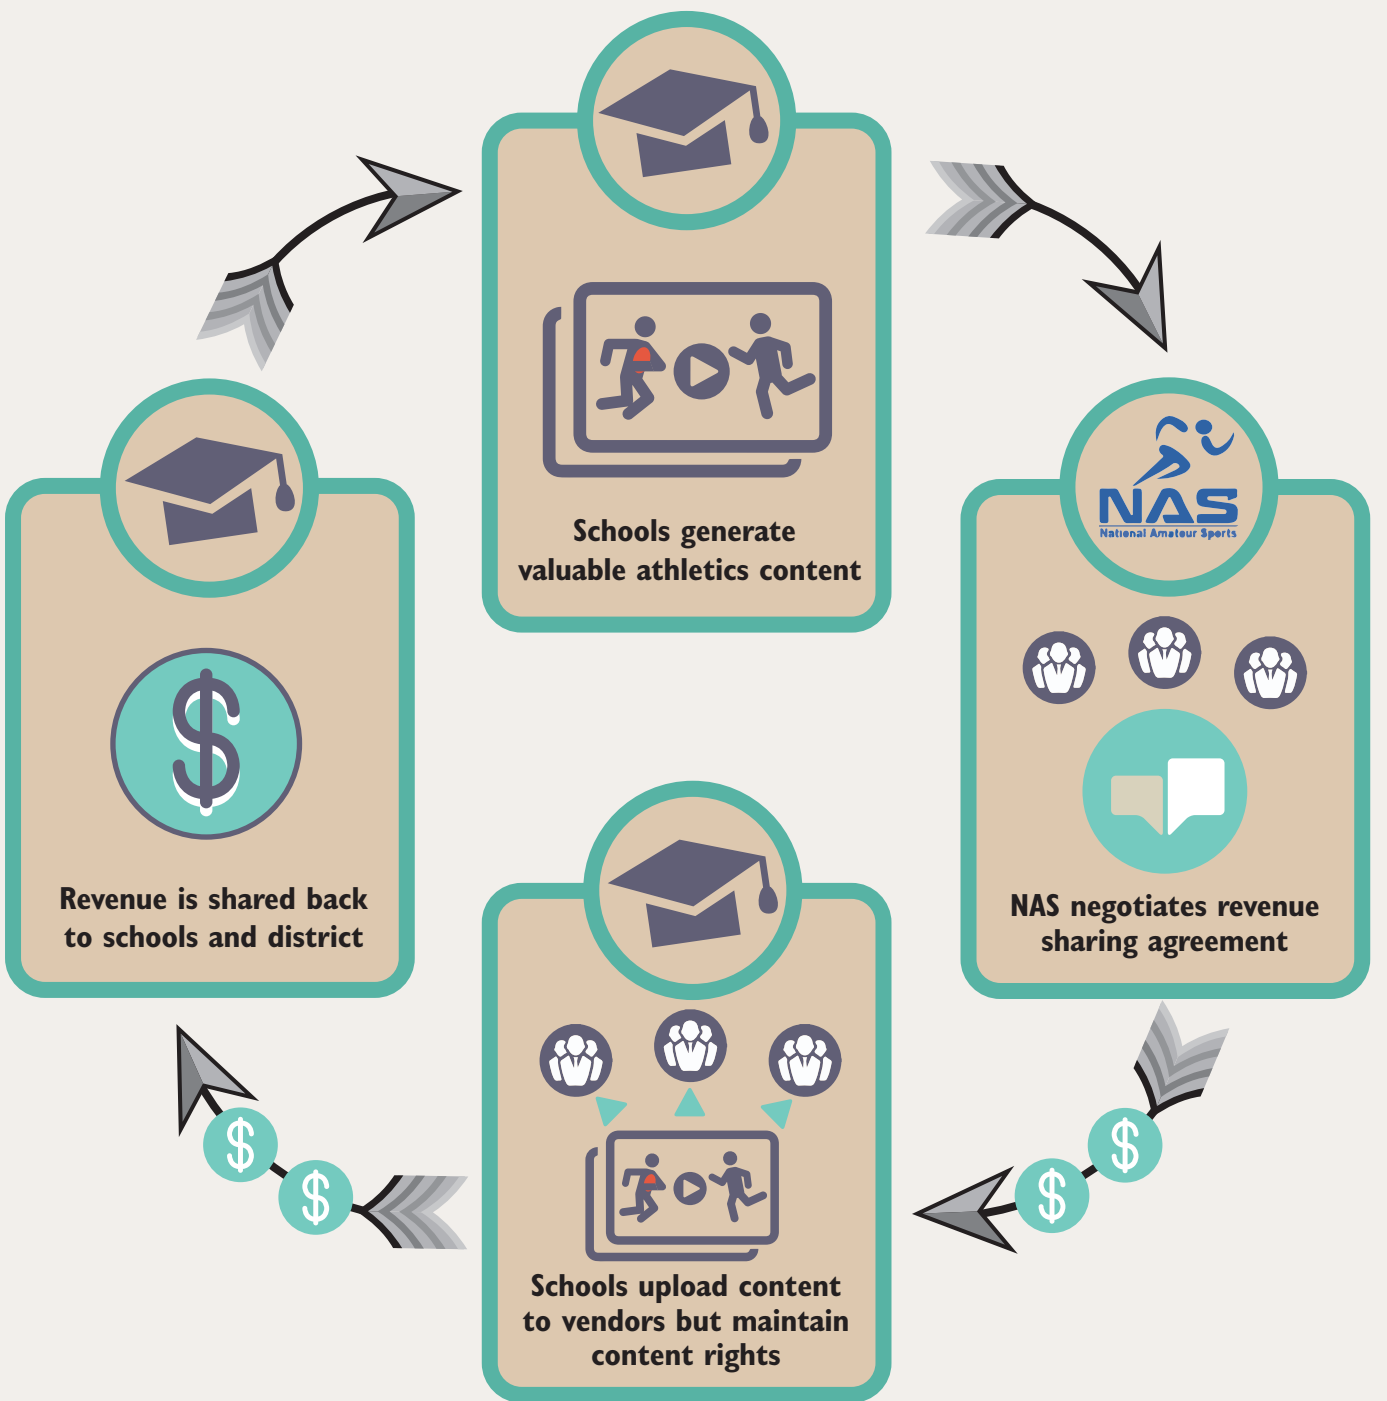 Schools generate
valuable athletics content
NAS
National Amateur Sports
NAS negotiates revenue
sharing agreement
$
$
Schools upload content
to vendors but maintain
content rights
$
$
$
Revenue is shared back
to schools and district